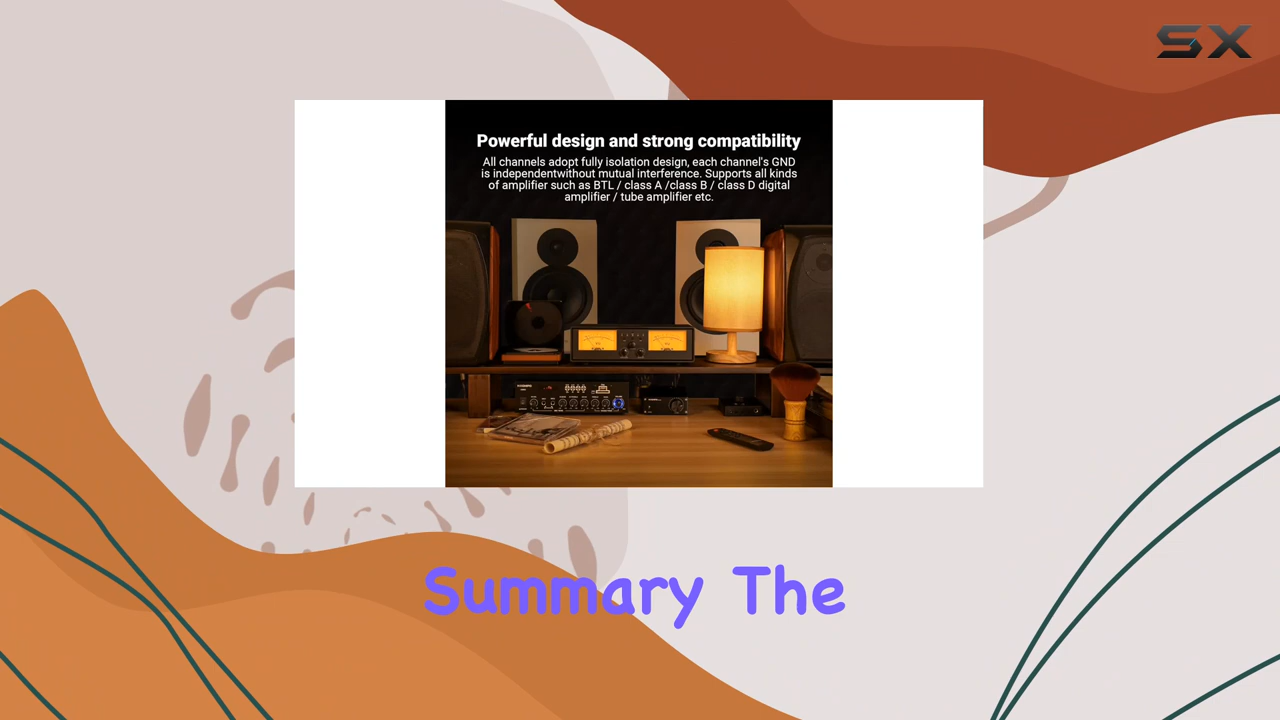 SX
Powerful design and strong compatibility
All channels adopt fully isolation design, each channel's GND
is independentwithout mutual interference. Supports all kinds
of amplifier such as BTL / class A /class B / class D digital
amplifier / tube amplifier etc.
Summary The